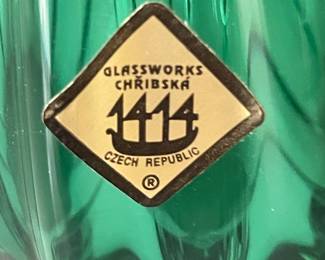 GLASSWORKS
CHŘIBSKÁ
1414
CZECH REPUBLIC
®